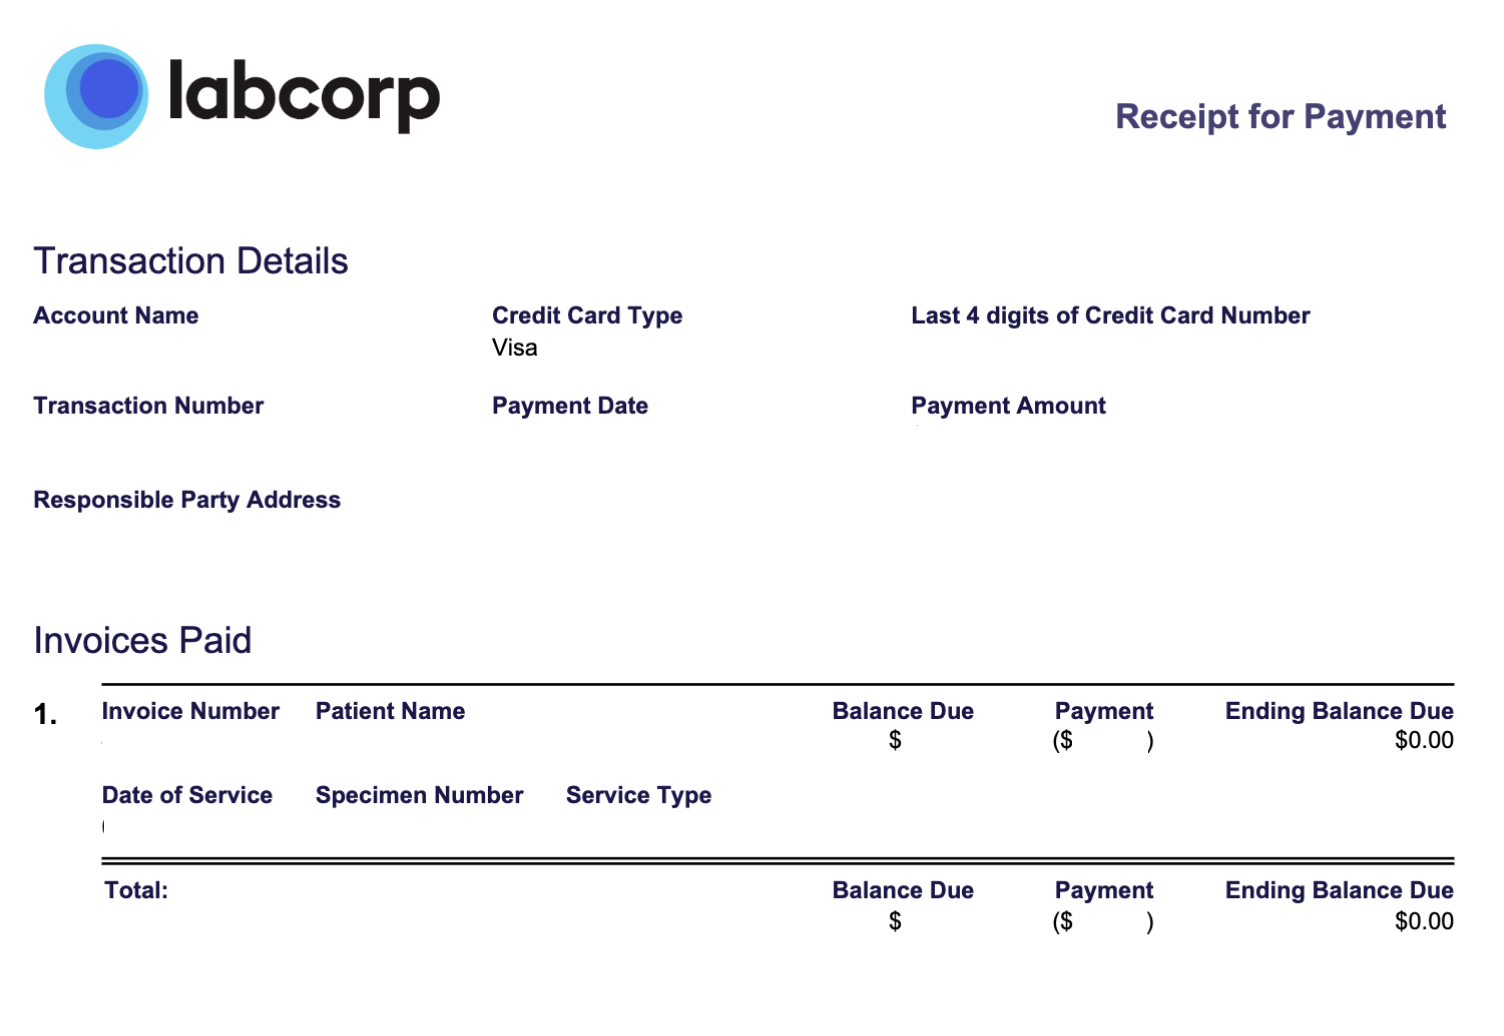 labcorp
Receipt for Payment
Transaction Details
Account Name Credit Card Type Last 4 digits of Credit Card Number
Visa
Transaction Number Payment Date Payment Amount
Responsible Party Address
Invoices Paid
1. Invoice Number Patient Name Balance Due Payment Ending Balance Due
$ ($ ) $0.00
Date of Service Specimen Number Service Type
Total: Balance Due Payment Ending Balance Due
$ ($ ) $0.00